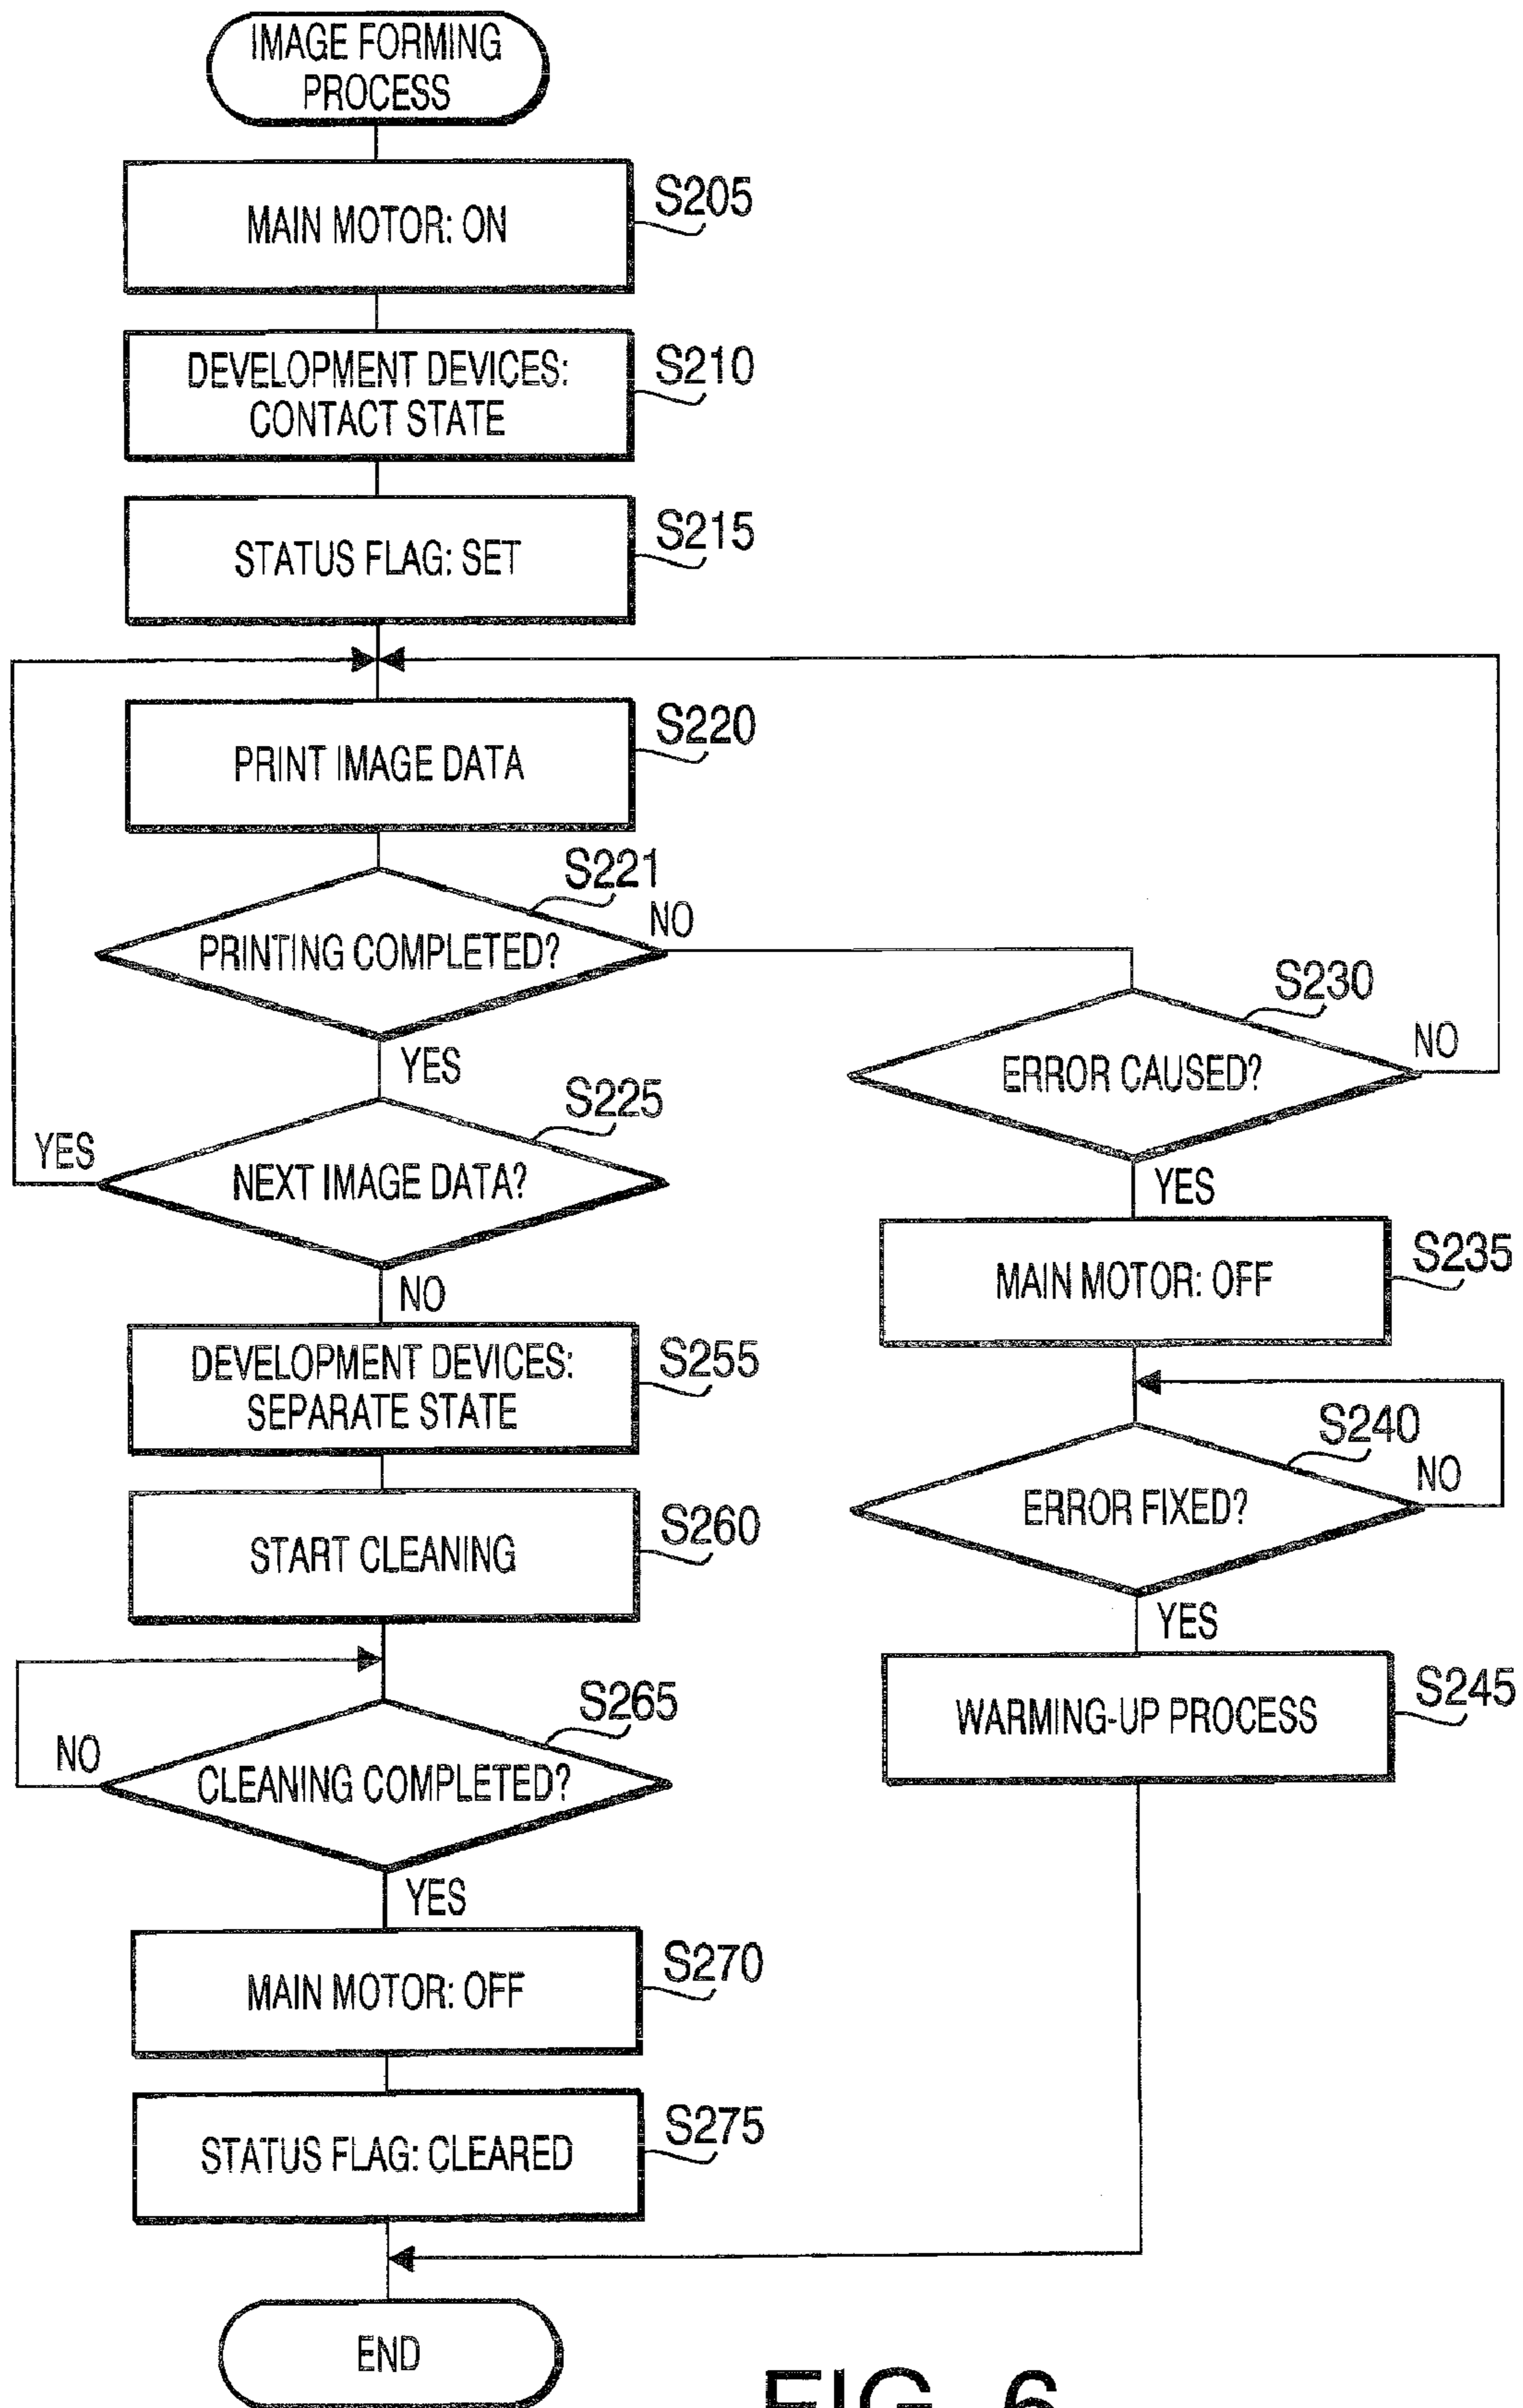 IMAGE FORMING
PROCESS
MAIN MOTOR: ON
S205
DEVELOPMENT DEVICES:
CONTACT STATE
S210
STATUS FLAG: SET
S215
PRINT IMAGE DATA
S220
S221
PRINTING COMPLETED?
NO
YES
S230
ERROR CAUSED?
NO
YES
S225
NEXT IMAGE DATA?
YES
NO
MAIN MOTOR: OFF
S235
DEVELOPMENT DEVICES:
SEPARATE STATE
S255
S240
ERROR FIXED?
NO
YES
START CLEANING
S260
WARMING-UP PROCESS
S245
S265
CLEANING COMPLETED?
NO
YES
MAIN MOTOR: OFF
S270
STATUS FLAG: CLEARED
S275
END
FIG. 6